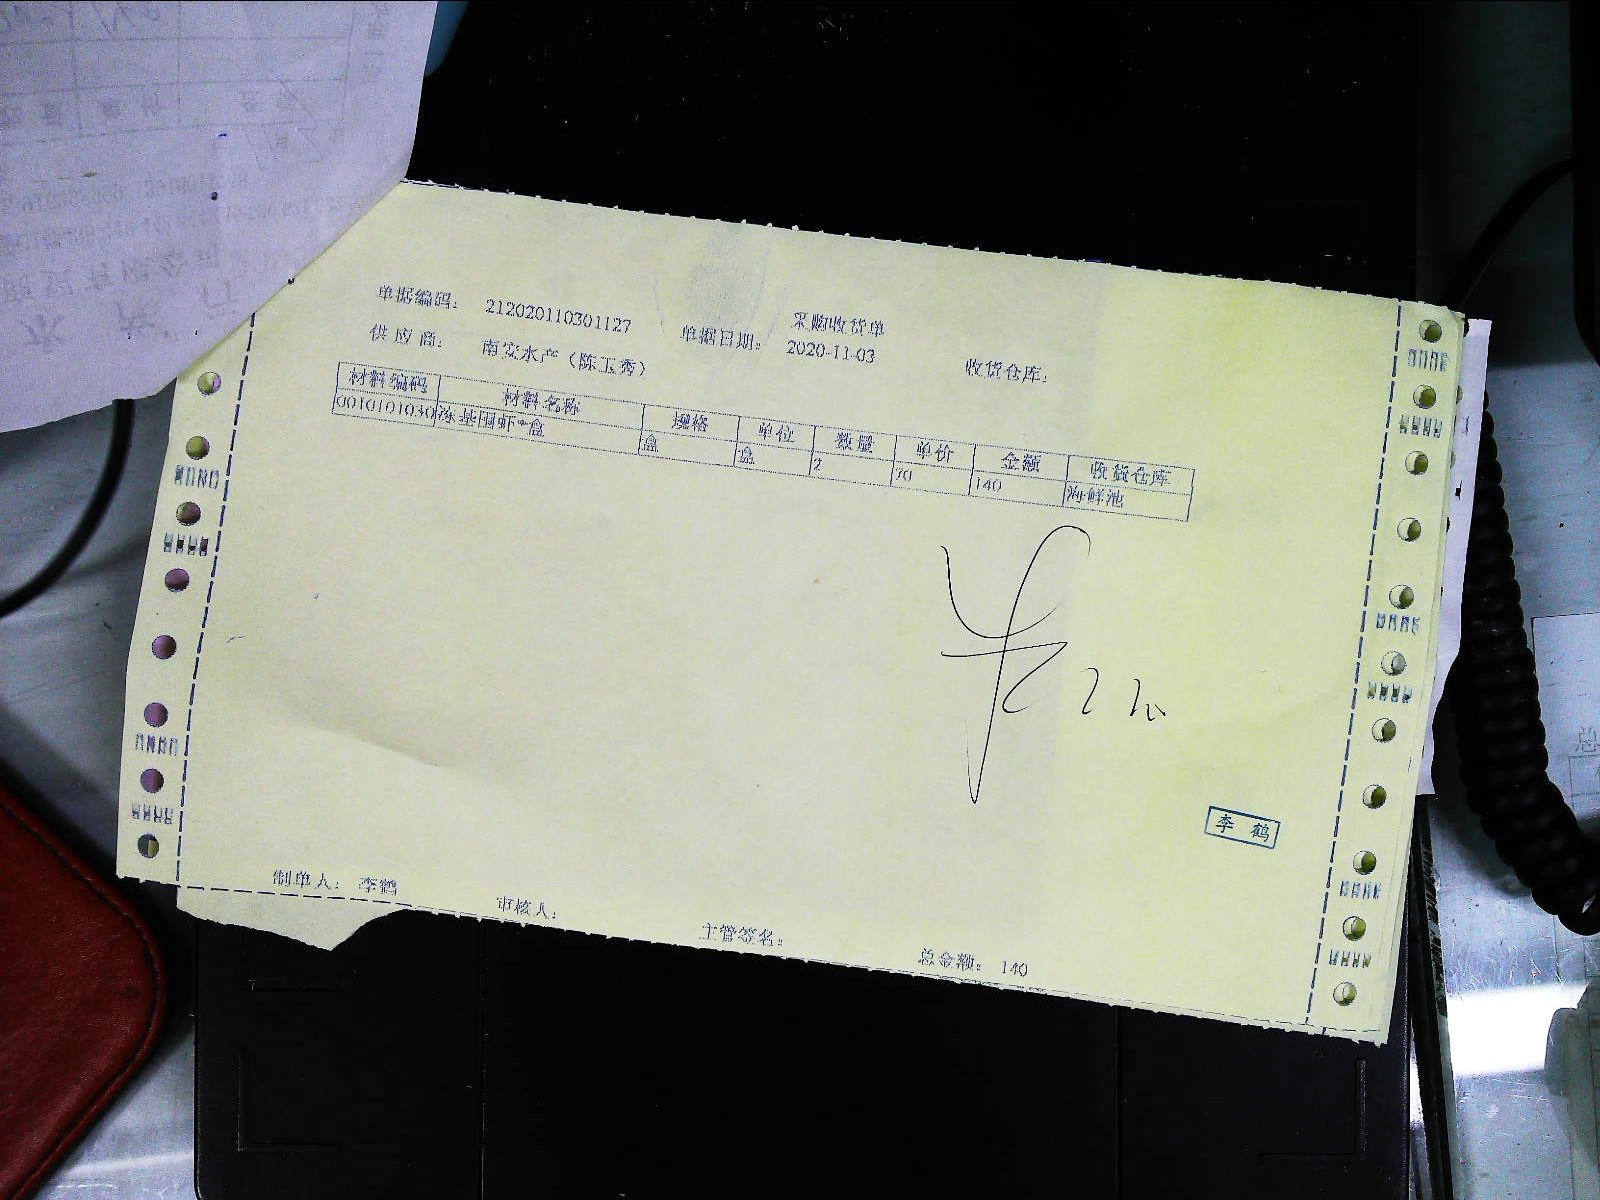 采购收货单
单据编码： 212020110301127 单据日期： 2020-11-03 收货仓库：
供应商： 南安水产（陈玉秀）
材料编码 材料名称 规格 单位 数量 单价 金额 收货仓库
0010101030 冻基围虾*盒 盒 盒 2 70 140 海鲜池
李鹤
制单人： 李鹤 审核人： 主管签名： 总金额： 140